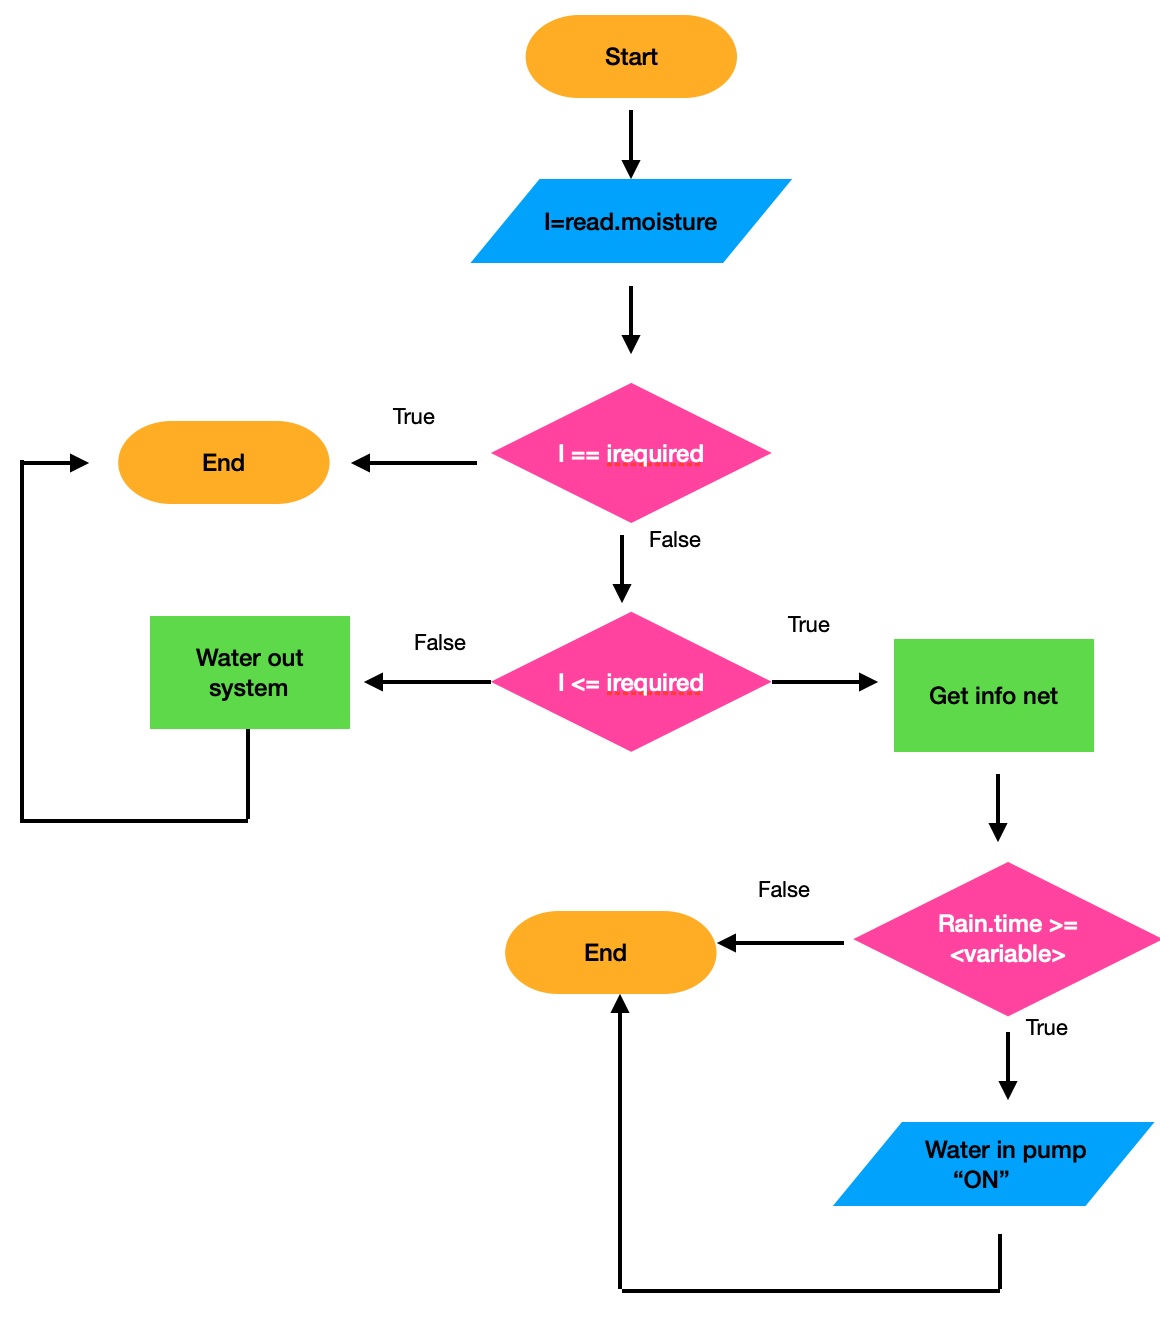 Start
I=read.moisture
True
End
I == irequired
False
False
True
Water out
system
I <= irequired
Get info net
False
Rain.time >=
<variable>
End
True
Water in pump
“ON”